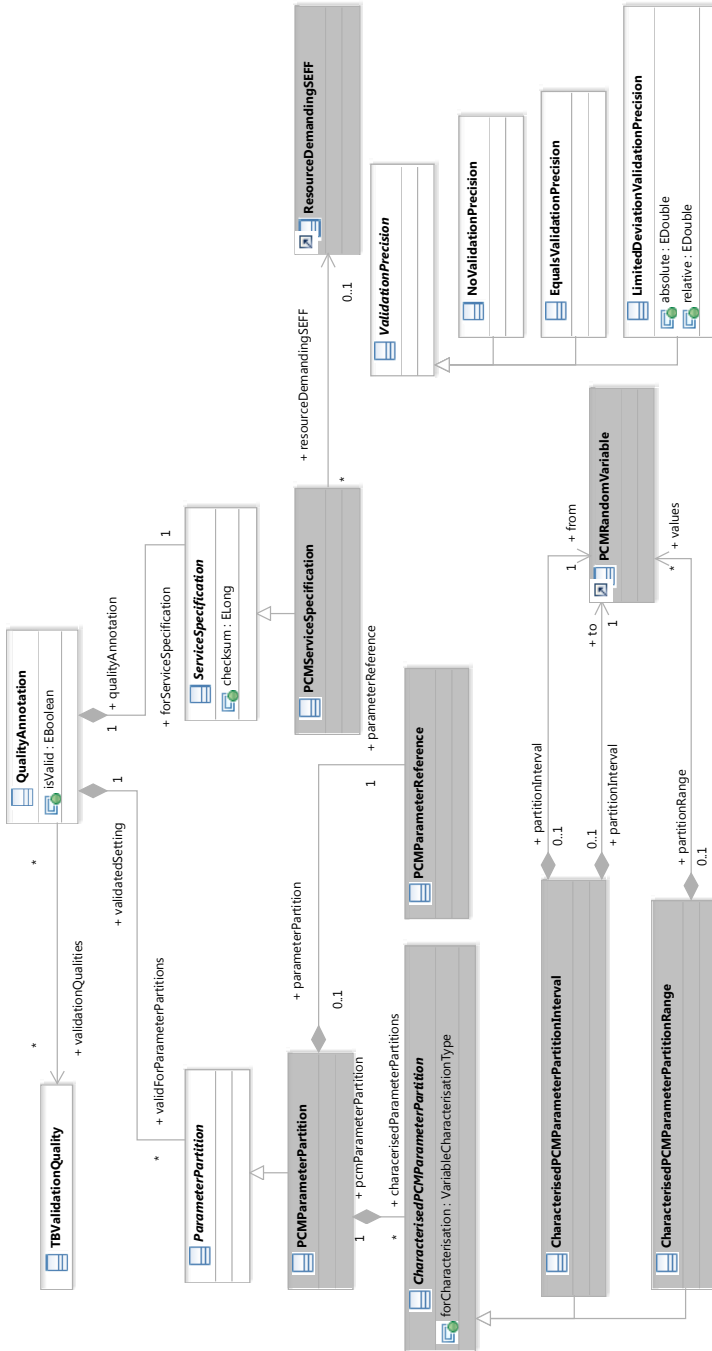 TBValidationQuality
+ validationQualities
*
*
QualityAnnotation
isValid : EBoolean
1
+ qualityAnnotation
+ forServiceSpecification
1
1
+ validatedSetting
+ validForParameterPartitions
*
ParameterPartition
ServiceSpecification
checksum : ELong
PCMParameterPartition
+ parameterPartition
0..1
+ parameterReference
1
PCMServiceSpecification
*
+ resourceDemandingSEFF
0..1
ResourceDemandingSEFF
1
+ pcmParameterPartition
*
+ characerisedParameterPartitions
CharacterisedPCMParameterPartition
forCharacterisation : VariableCharacterisationType
PCMParameterReference
ValidationPrecision
NoValidationPrecision
EqualsValidationPrecision
LimitedDeviationValidationPrecision
absolute : EDouble
relative : EDouble
CharacterisedPCMParameterPartitionInterval
+ partitionInterval
0..1
0..1
+ partitionInterval
1
+ from
+ to
1
PCMRandomVariable
*
+ values
CharacterisedPCMParameterPartitionRange
+ partitionRange
0..1